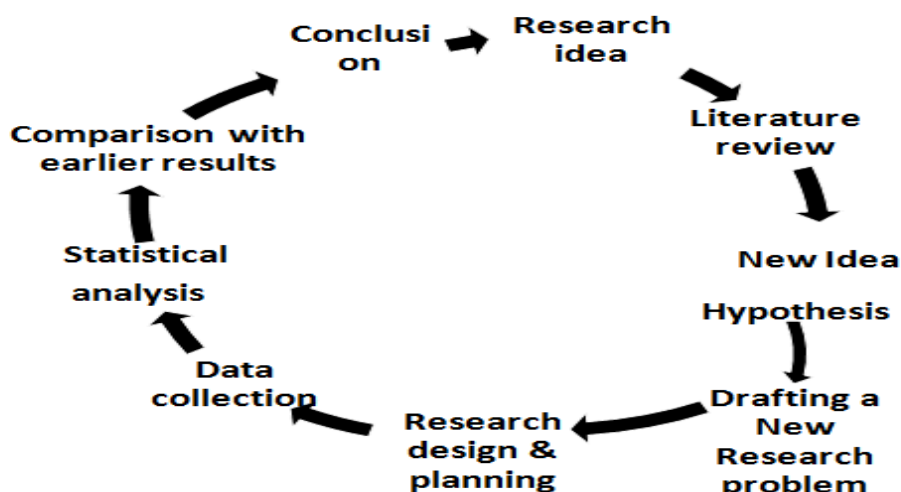 Research
idea
Literature
review
New Idea
Hypothesis
Drafting a
New
Research
problem
Research
design &
planning
Data
collection
Statistical
analysis
Comparison with
earlier results
Conclusi
on